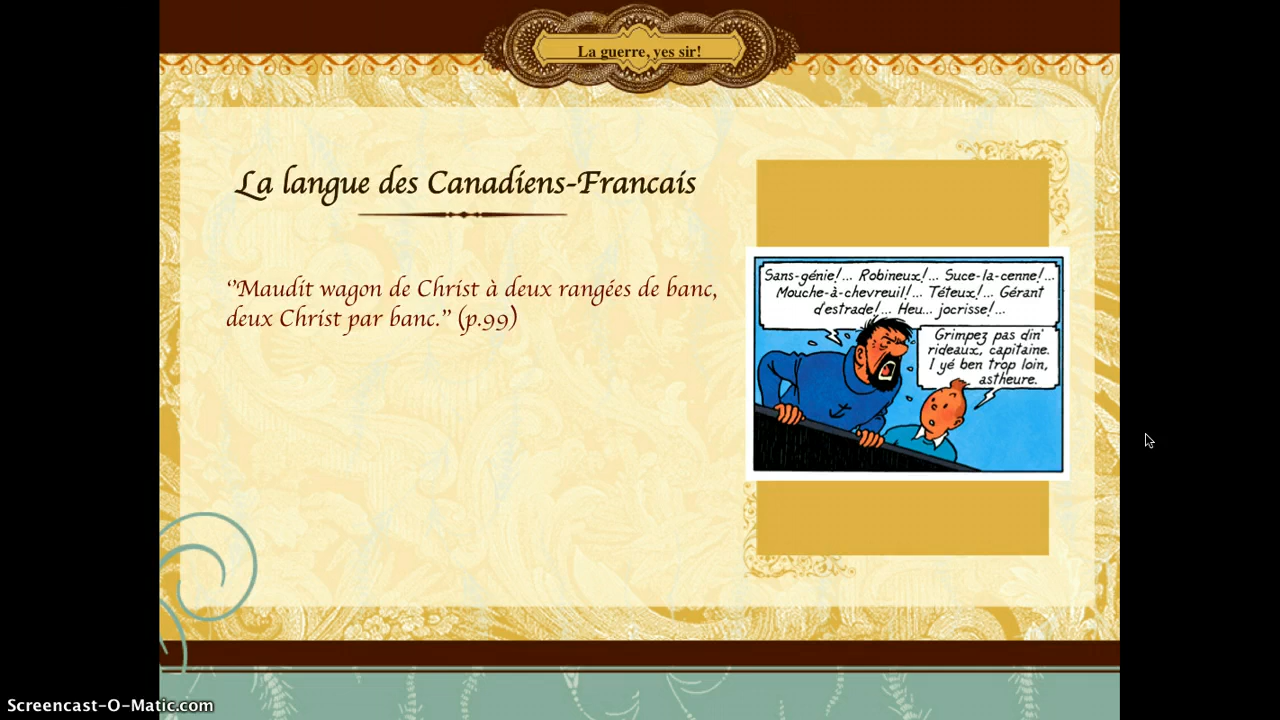 La guerre, yes sir!
La langue des Canadiens-Francais
"Maudit wagon de Christ à deux rangées de banc,
deux Christ par banc." (p.99)
Sans-génie!... Robineux!... Suce-la-cenne!...
Mouche-à-chevreuil!... Téteux!... Gérant
d'estrade!... Heu... jocrisse!...
Grimpez pas din'
rideaux, capitaine.
I yé ben trop loin,
astheure.
Screencast-O-Matic.com